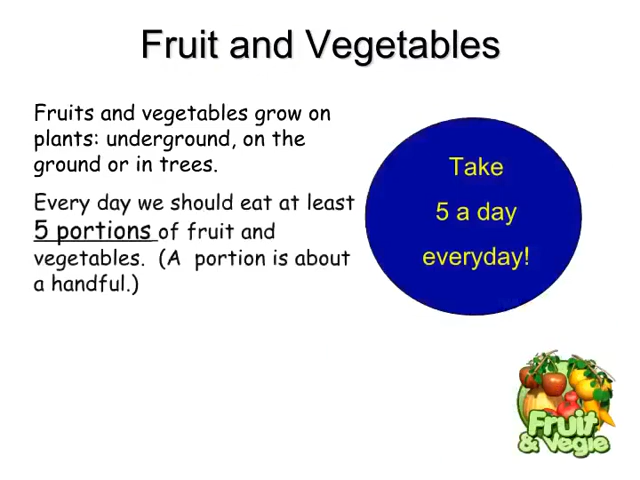 Fruit and Vegetables
Fruits and vegetables grow on
plants: underground, on the
ground or in trees.
Every day we should eat at least
5 portions of fruit and
vegetables.  (A  portion is about
a handful.)
Take
5 a day
everyday!
Fruit
& Vegie